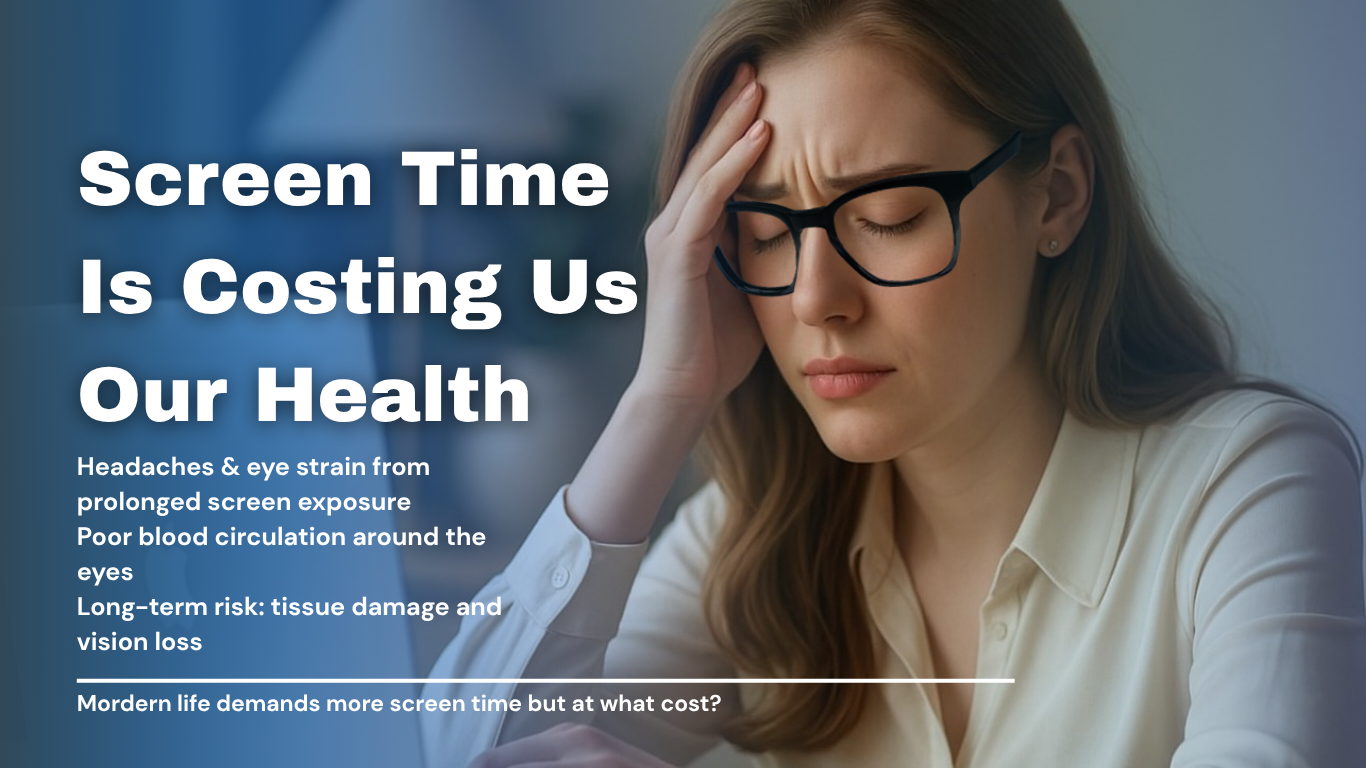 Screen Time
Is Costing Us
Our Health
Headaches & eye strain from
prolonged screen exposure
Poor blood circulation around the
eyes
Long-term risk: tissue damage and
vision loss
Mordern life demands more screen time but at what cost?